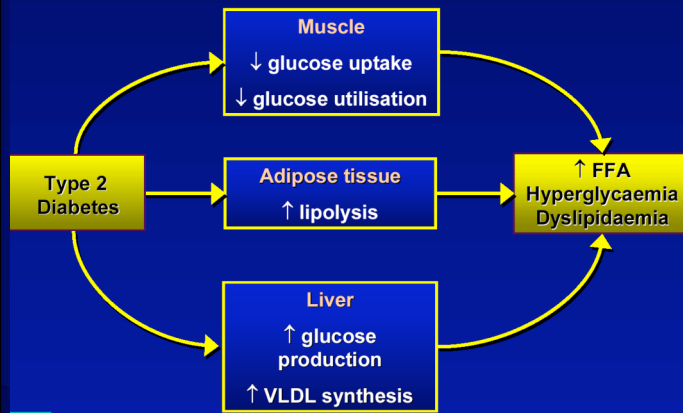 Muscle
↓ glucose uptake
↓ glucose utilisation
Type 2
Diabetes
Adipose tissue
↑ lipolysis
↑ FFA
Hyperglycaemia
Dyslipidaemia
Liver
↑ glucose
production
↑ VLDL synthesis